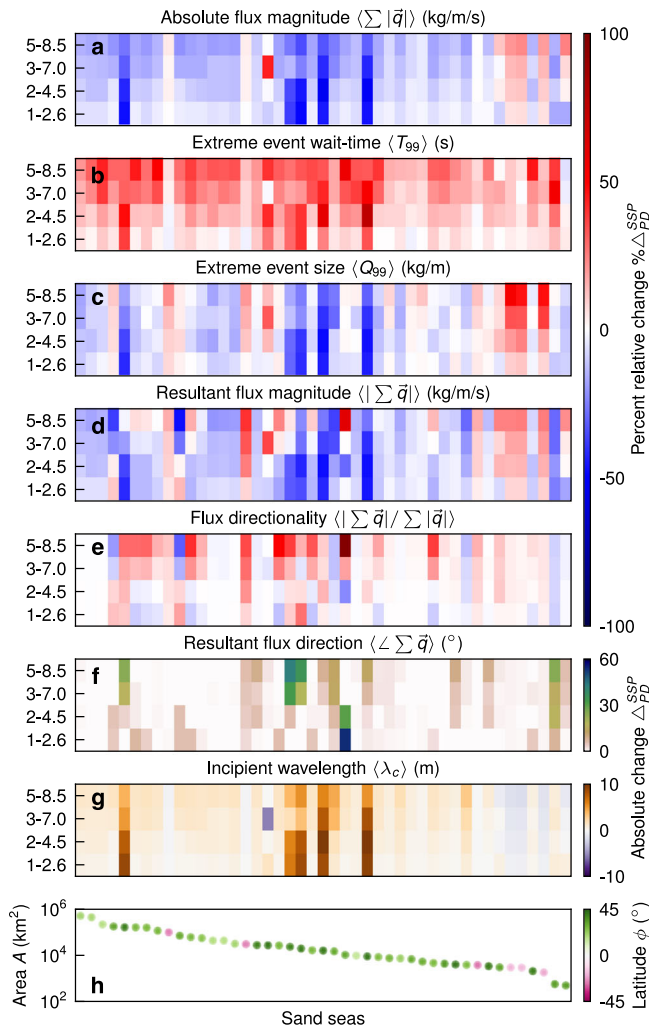 Absolute flux magnitude ⟨∑ |q⃗|⟩ (kg/m/s)
a
5-8.5
3-7.0
2-4.5
1-2.6
Extreme event wait-time ⟨T₉₉⟩ (s)
b
5-8.5
3-7.0
2-4.5
1-2.6
Extreme event size ⟨Q₉₉⟩ (kg/m)
c
5-8.5
3-7.0
2-4.5
1-2.6
Resultant flux magnitude ⟨|∑ q⃗|⟩ (kg/m/s)
d
5-8.5
3-7.0
2-4.5
1-2.6
Flux directionality ⟨|∑ q⃗|/∑ |q⃗|⟩
e
5-8.5
3-7.0
2-4.5
1-2.6
100
50
0
-50
-100
Percent relative change %△^SSP_PD
Resultant flux direction ⟨∠ ∑ q⃗⟩ (°)
f
5-8.5
3-7.0
2-4.5
1-2.6
60
30
0
Incipient wavelength ⟨λ_c⟩ (m)
g
5-8.5
3-7.0
2-4.5
1-2.6
10
0
-10
Absolute change △^SSP_PD
Area A (km²)
10⁶
10⁴
10²
h
Sand seas
45
0
-45
Latitude ϕ (°)